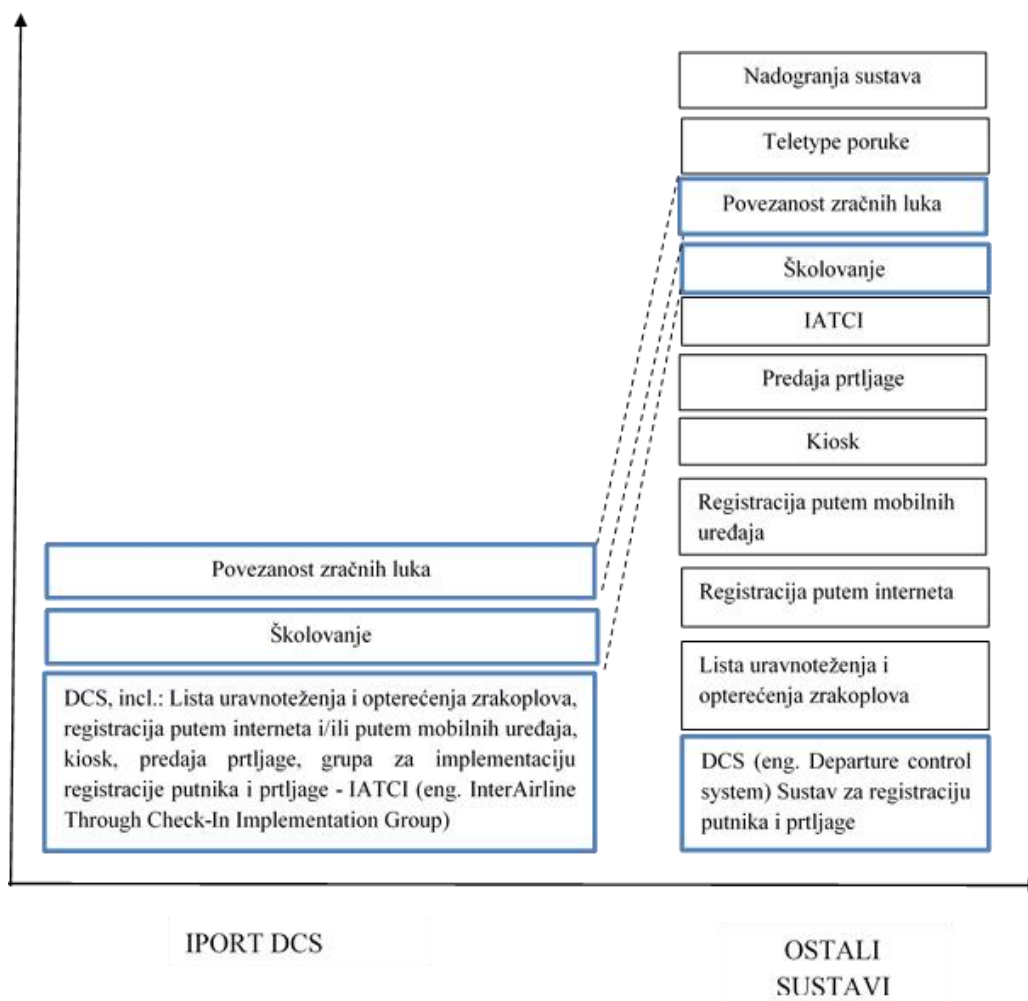 Nadogranja sustava
Teletype poruke
Povezanost zračnih luka
Školovanje
IATCI
Predaja prtljage
Kiosk
Registracija putem mobilnih
uređaja
Registracija putem interneta
Lista uravnoteženja i
opterećenja zrakoplova
DCS (eng. Departure control
system) Sustav za registraciju
putnika i prtljage
Povezanost zračnih luka
Školovanje
DCS, incl.: Lista uravnoteženja i opterećenja zrakoplova,
registracija putem interneta i/ili putem mobilnih uređaja,
kiosk, predaja prtljage, grupa za implementaciju
registracije putnika i prtljage - IATCI (eng. InterAirline
Through Check-In Implementation Group)
IPORT DCS
OSTALI
SUSTAVI